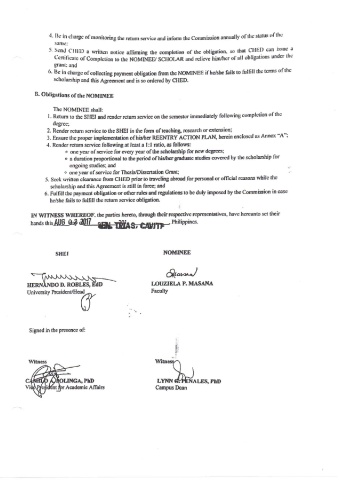 4. Be in charge of monitoring the return service and inform the Commission annually of the status of the
same;
5. Send CHED a written notice affirming the completion of the obligation, so that CHED can issue a
Certificate of Completion to the NOMINEE/ SCHOLAR and relieve him/her of all obligations under the
grant; and
6. Be in charge of collecting payment obligation from the NOMINEE if he/she fails to fulfill the terms of the
scholarship and this Agreement and is so ordered by CHED.
B. Obligations of the NOMINEE
The NOMINEE shall:
1. Return to the SHEI and render return service on the semester immediately following completion of the
degree;
2. Render return service to the SHEI in the form of teaching, research or extension;
3. Ensure the proper implementation of his/her REENTRY ACTION PLAN, herein enclosed as Annex "A";
4. Render return service following at least a 1:1 ratio, as follows:
one year of service for every year of the scholarship for new degrees;
a duration proportional to the period of his/her graduate studies covered by the scholarship for
ongoing studies; and
one year of service for Thesis/Dissertation Grant;
5. Seek written clearance from CHED prior to traveling abroad for personal or official reasons while the
scholarship and this Agreement is still in force; and
6. Fulfill the payment obligation or other rules and regulations to be duly imposed by the Commission in case
he/she fails to fulfill the return service obligation.
IN WITNESS WHEREOF, the parties hereto, through their respective representatives, have hereunto set their
hands this AUG 03 2017 GEN. TRIAS, CAVITE, Philippines.
SHEI
NOMINEE
HERNANDO D. ROBLES, EdD
LOUZIELA P. MASANA
University President/Head
Faculty
Signed in the presence of:
Witness
Witness
NOLINGA, PhD
LYNN G. PENALES, PhD
Vice President for Academic Affairs
Campus Dean